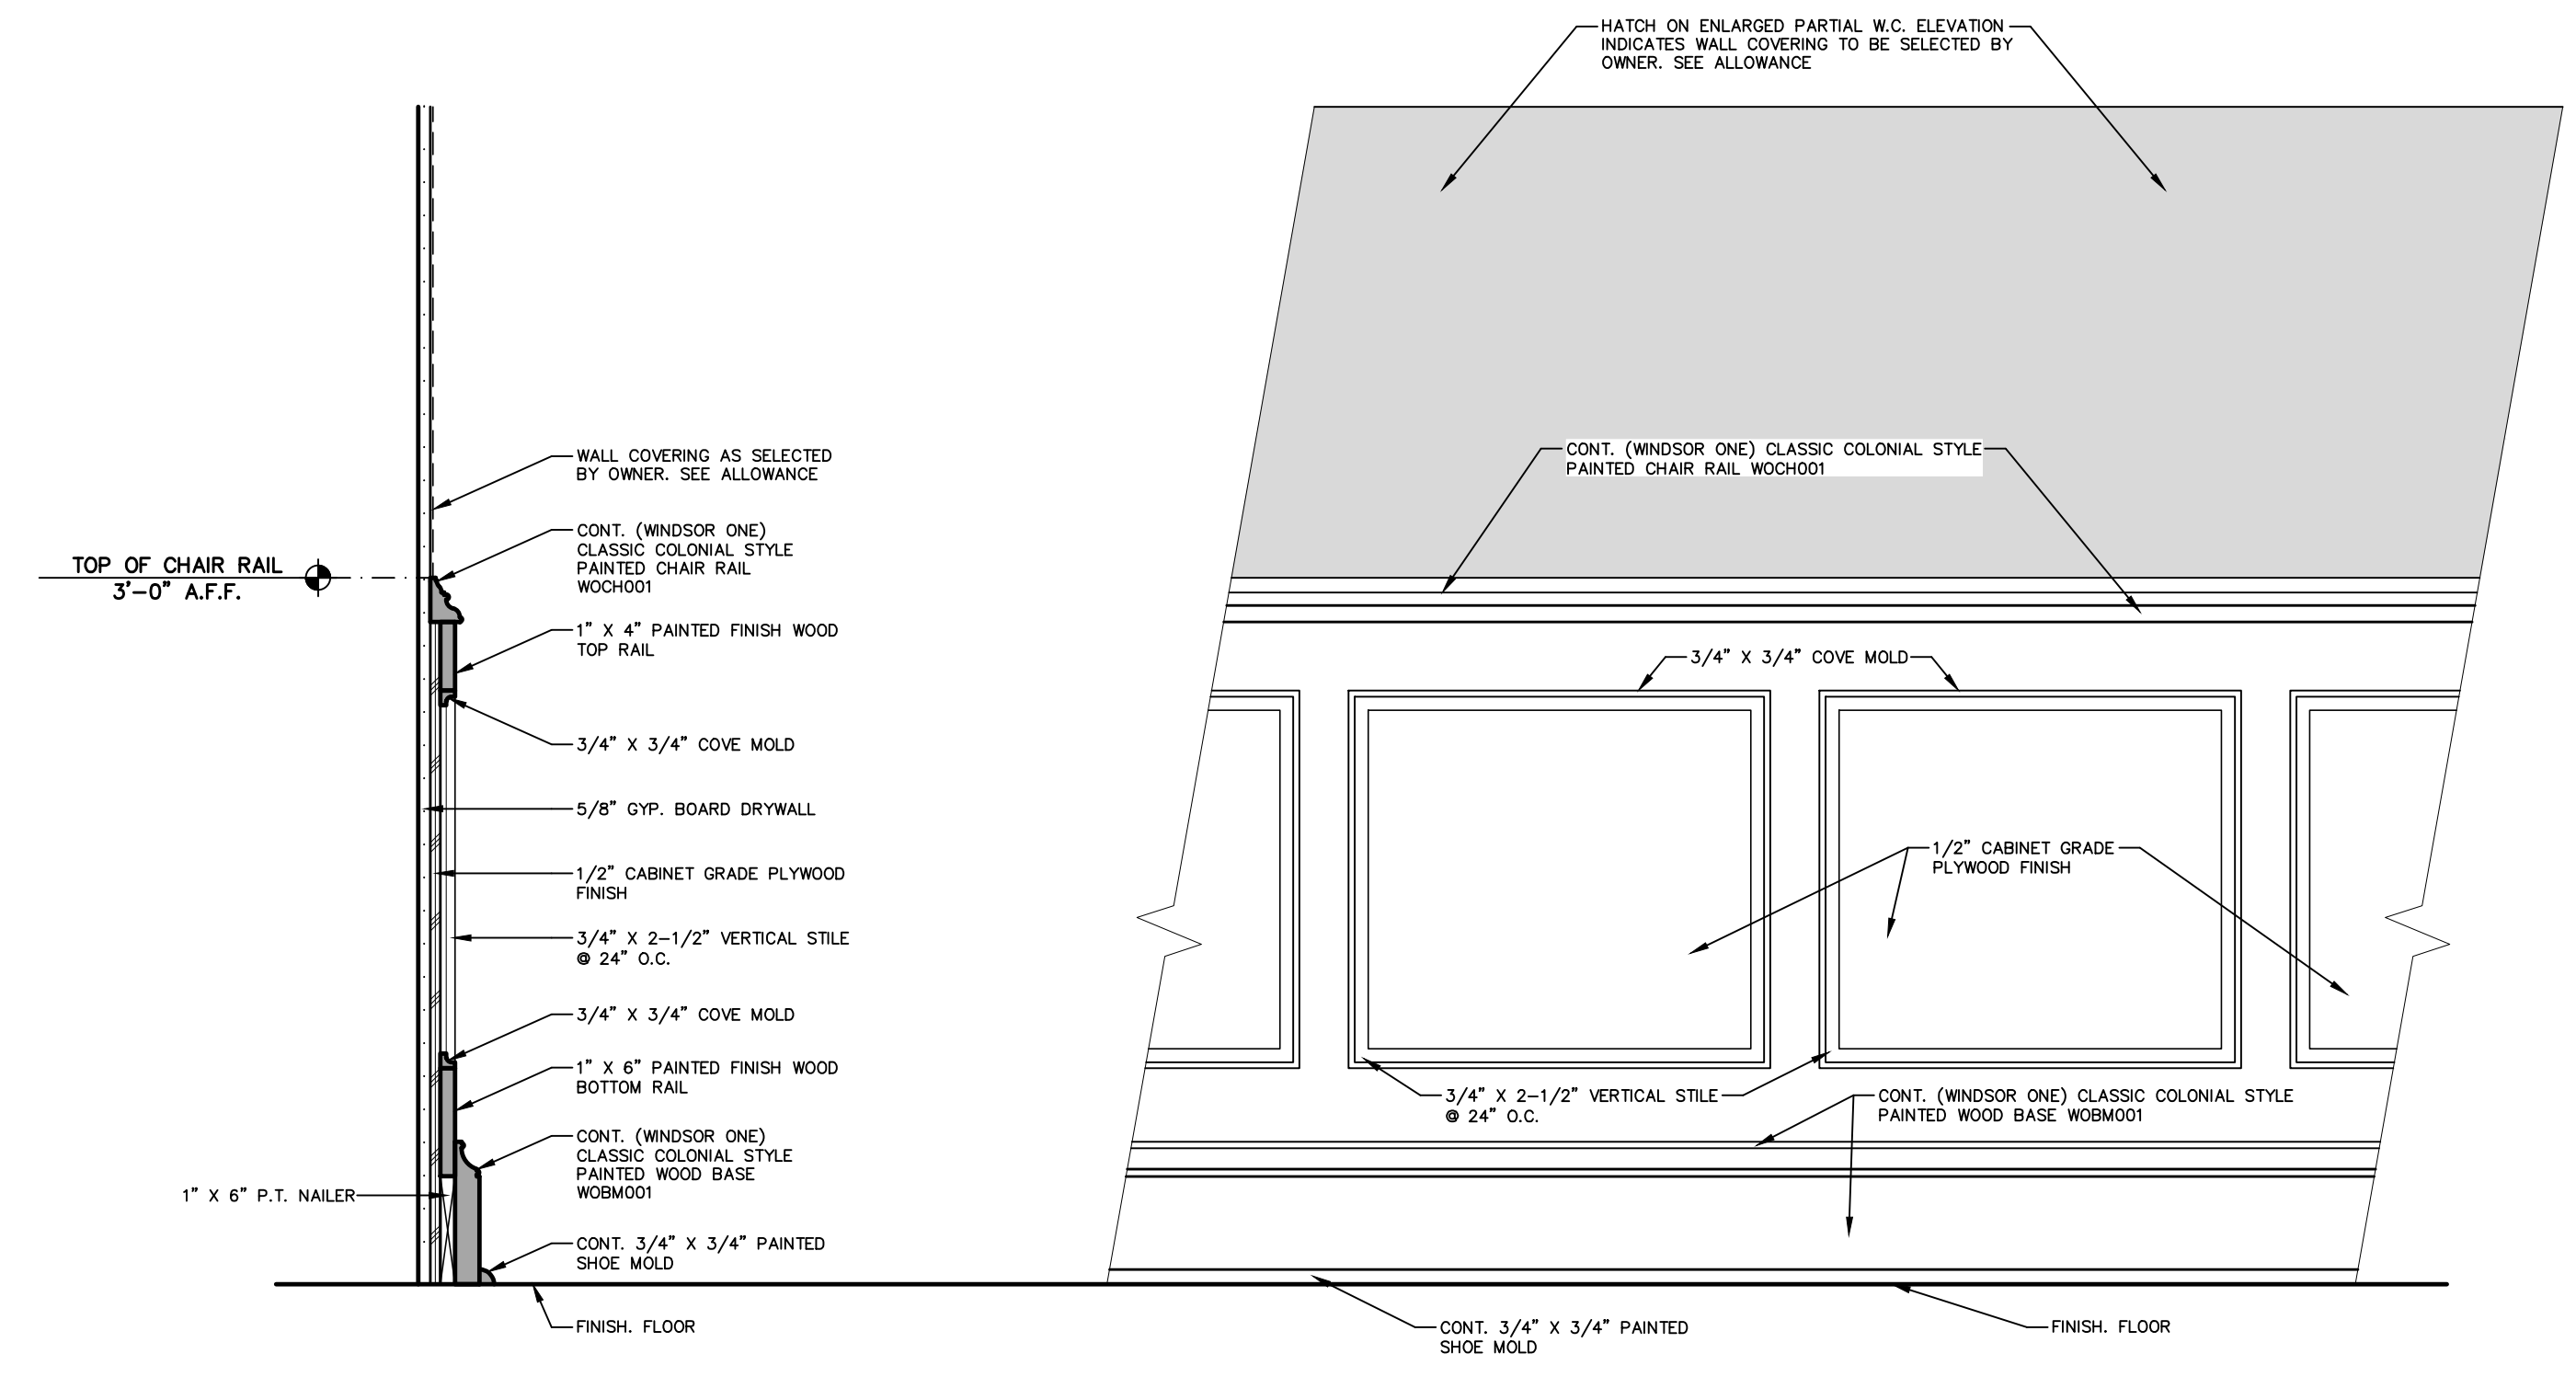 HATCH ON ENLARGED PARTIAL W.C. ELEVATION
INDICATES WALL COVERING TO BE SELECTED BY
OWNER. SEE ALLOWANCE
WALL COVERING AS SELECTED
BY OWNER. SEE ALLOWANCE
CONT. (WINDSOR ONE)
CLASSIC COLONIAL STYLE
PAINTED CHAIR RAIL
WOCH001
TOP OF CHAIR RAIL
3'-0" A.F.F.
1" X 4" PAINTED FINISH WOOD
TOP RAIL
3/4" X 3/4" COVE MOLD
5/8" GYP. BOARD DRYWALL
1/2" CABINET GRADE PLYWOOD
FINISH
3/4" X 2-1/2" VERTICAL STILE
@ 24" O.C.
3/4" X 3/4" COVE MOLD
1" X 6" PAINTED FINISH WOOD
BOTTOM RAIL
CONT. (WINDSOR ONE)
CLASSIC COLONIAL STYLE
PAINTED WOOD BASE
WOBM001
1" X 6" P.T. NAILER
CONT. 3/4" X 3/4" PAINTED
SHOE MOLD
FINISH. FLOOR
CONT. (WINDSOR ONE) CLASSIC COLONIAL STYLE
PAINTED CHAIR RAIL WOCH001
3/4" X 3/4" COVE MOLD
1/2" CABINET GRADE
PLYWOOD FINISH
3/4" X 2-1/2" VERTICAL STILE
@ 24" O.C.
CONT. (WINDSOR ONE) CLASSIC COLONIAL STYLE
PAINTED WOOD BASE WOBM001
CONT. 3/4" X 3/4" PAINTED
SHOE MOLD
FINISH. FLOOR